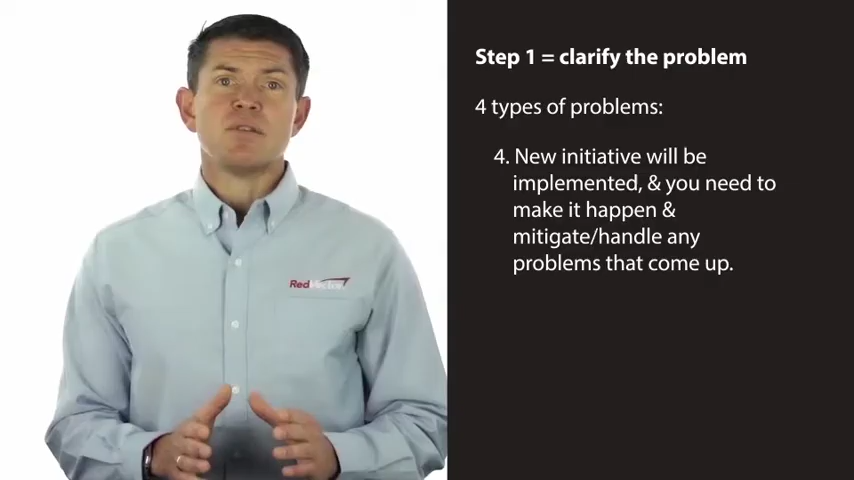 Step 1 = clarify the problem
4 types of problems:
4. New initiative will be
implemented, & you need to
make it happen &
mitigate/handle any
problems that come up.
RedVector